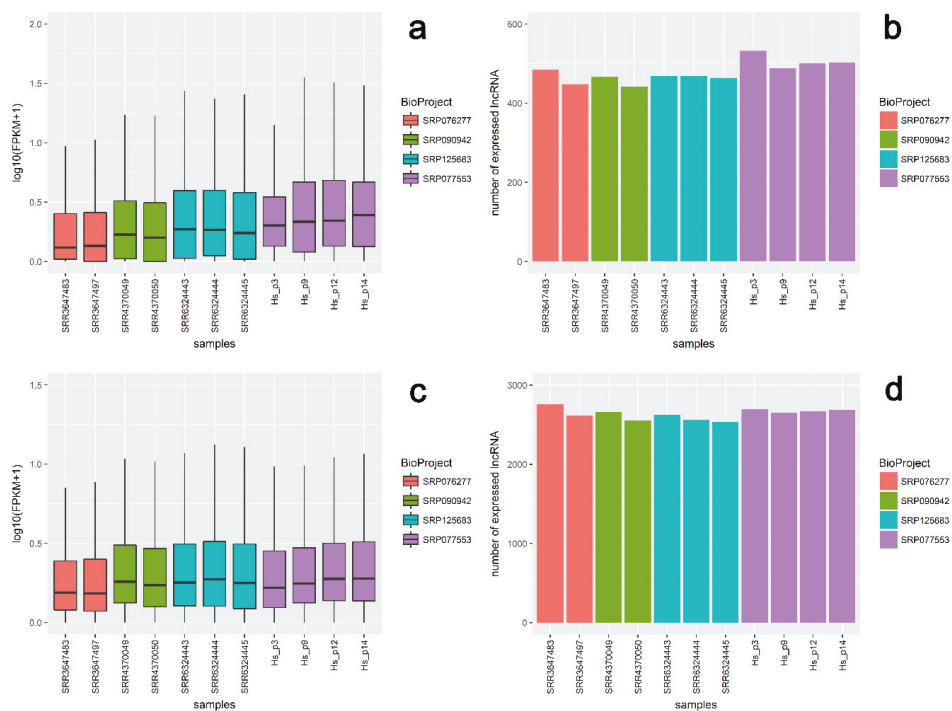 a
log10(FPKM+1)
2.0
1.5
1.0
0.5
0.0
SRR3647483
SRR3647497
SRR4370049
SRR4370050
SRR6324443
SRR6324444
SRR6324445
Hs_p3
Hs_p9
Hs_p12
Hs_p14
samples
BioProject
SRP076277
SRP090942
SRP125683
SRP077553
b
number of expressed lncRNA
600
400
200
0
SRR3647483
SRR3647497
SRR4370049
SRR4370050
SRR6324443
SRR6324444
SRR6324445
Hs_p3
Hs_p9
Hs_p12
Hs_p14
samples
BioProject
SRP076277
SRP090942
SRP125683
SRP077553
c
log10(FPKM+1)
1.5
1.0
0.5
0.0
SRR3647483
SRR3647497
SRR4370049
SRR4370050
SRR6324443
SRR6324444
SRR6324445
Hs_p3
Hs_p9
Hs_p12
Hs_p14
samples
BioProject
SRP076277
SRP090942
SRP125683
SRP077553
d
number of expressed lncRNA
3000
2000
1000
0
SRR3647483
SRR3647497
SRR4370049
SRR4370050
SRR6324443
SRR6324444
SRR6324445
Hs_p3
Hs_p9
Hs_p12
Hs_p14
samples
BioProject
SRP076277
SRP090942
SRP125683
SRP077553